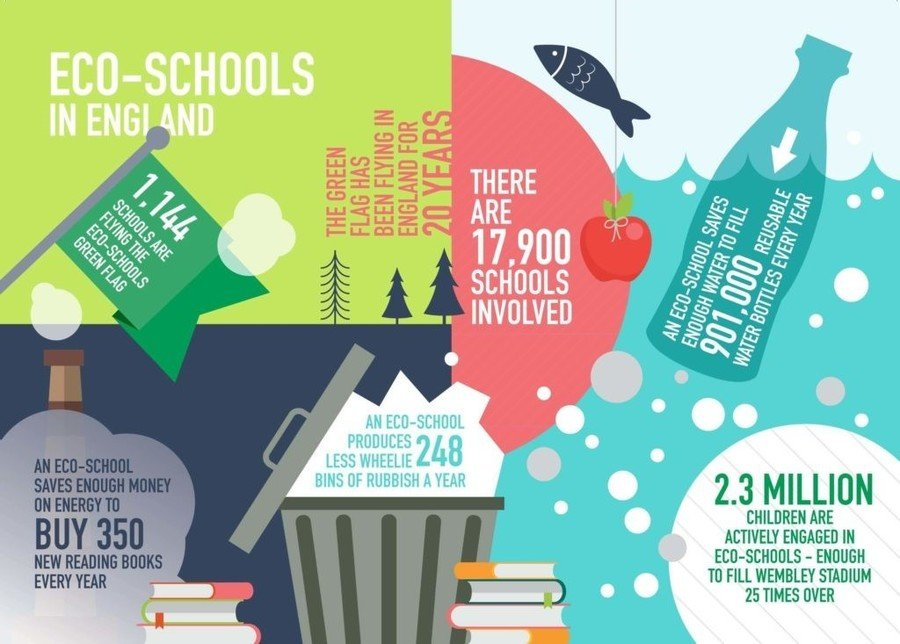 ECO-SCHOOLS
IN ENGLAND
1,144
SCHOOLS ARE
FLYING THE
ECO-SCHOOLS
GREEN FLAG
THE GREEN
FLAG HAS
BEEN FLYING IN
ENGLAND FOR
20 YEARS
THERE
ARE
17,900
SCHOOLS
INVOLVED
AN ECO-SCHOOL SAVES
ENOUGH WATER TO FILL
901,000 REUSABLE
WATER BOTTLES EVERY YEAR
AN ECO-SCHOOL
SAVES ENOUGH MONEY
ON ENERGY TO
BUY 350
NEW READING BOOKS
EVERY YEAR
AN ECO-SCHOOL
PRODUCES 248
LESS WHEELIE
BINS OF RUBBISH A YEAR
2.3 MILLION
CHILDREN ARE
ACTIVELY ENGAGED IN
ECO-SCHOOLS - ENOUGH
TO FILL WEMBLEY STADIUM
25 TIMES OVER